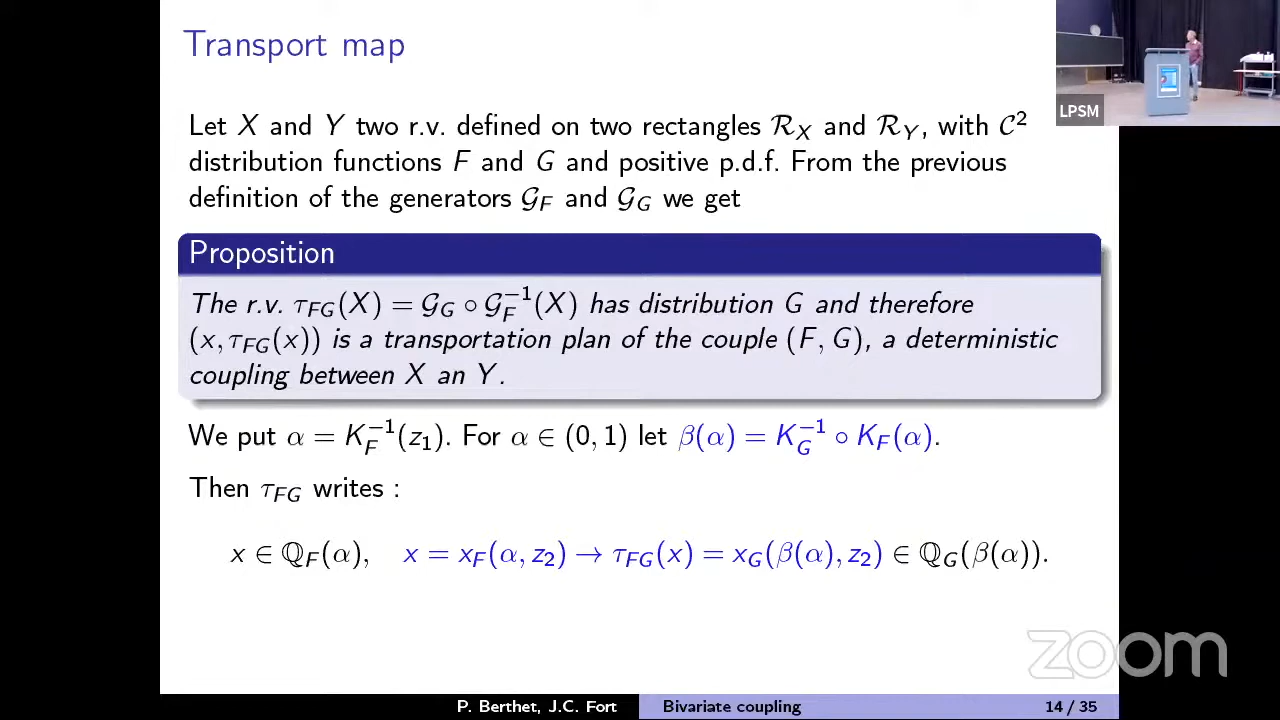 Transport map
LPSM
Let X and Y two r.v. defined on two rectangles ℛ_X and ℛ_Y, with 𝒞² 
distribution functions F and G and positive p.d.f. From the previous
definition of the generators 𝒢_F and 𝒢_G we get
Proposition
The r.v. τ_FG(X) = 𝒢_G ∘ 𝒢_F^{-1}(X) has distribution G and therefore
(x, τ_FG(x)) is a transportation plan of the couple (F, G), a deterministic
coupling between X an Y.
We put α = K_F^{-1}(z₁). For α ∈ (0, 1) let β(α) = K_G^{-1} ∘ K_F(α).
Then τ_FG writes :
x ∈ ℚ_F(α), x = x_F(α, z₂) → τ_FG(x) = x_G(β(α), z₂) ∈ ℚ_G(β(α)).
zoom
P. Berthet, J.C. Fort Bivariate coupling 14 / 35